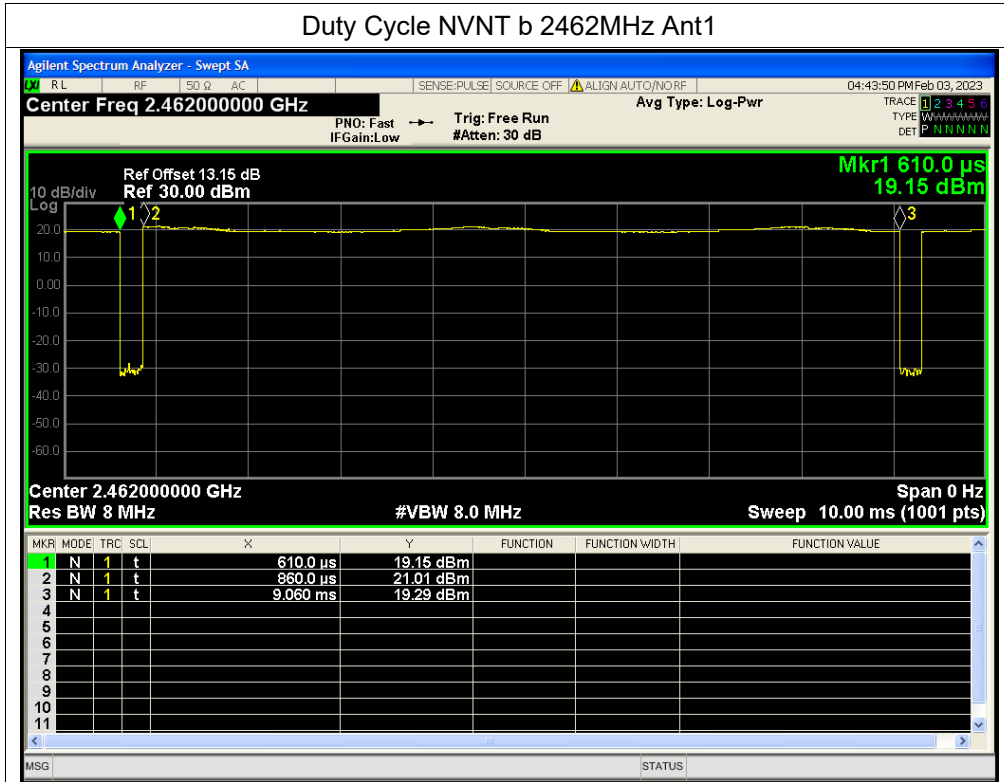 Duty Cycle NVNT b 2462MHz Ant1
Agilent Spectrum Analyzer - Swept SA
LXI RL RF 50 Ω AC SENSE:PULSE SOURCE OFF ALIGN AUTO/NO RF 04:43:50 PM Feb 03, 2023
Center Freq 2.462000000 GHz Avg Type: Log-Pwr TRACE 1 2 3 4 5 6
PNO: Fast Trig: Free Run TYPE WWWWWW
IFGain:Low #Atten: 30 dB DET P N N N N N
Mkr1 610.0 µs
Ref Offset 13.15 dB
10 dB/div Ref 30.00 dBm 19.15 dBm
Log
1 2 3
20.0
10.0
0.00
-10.0
-20.0
-30.0
-40.0
-50.0
-60.0
Center 2.462000000 GHz Span 0 Hz
Res BW 8 MHz #VBW 8.0 MHz Sweep 10.00 ms (1001 pts)
MKR MODE TRC SCL X Y FUNCTION FUNCTION WIDTH FUNCTION VALUE
1 N 1 t 610.0 µs 19.15 dBm
2 N 1 t 860.0 µs 21.01 dBm
3 N 1 t 9.060 ms 19.29 dBm
4
5
6
7
8
9
10
11
MSG STATUS